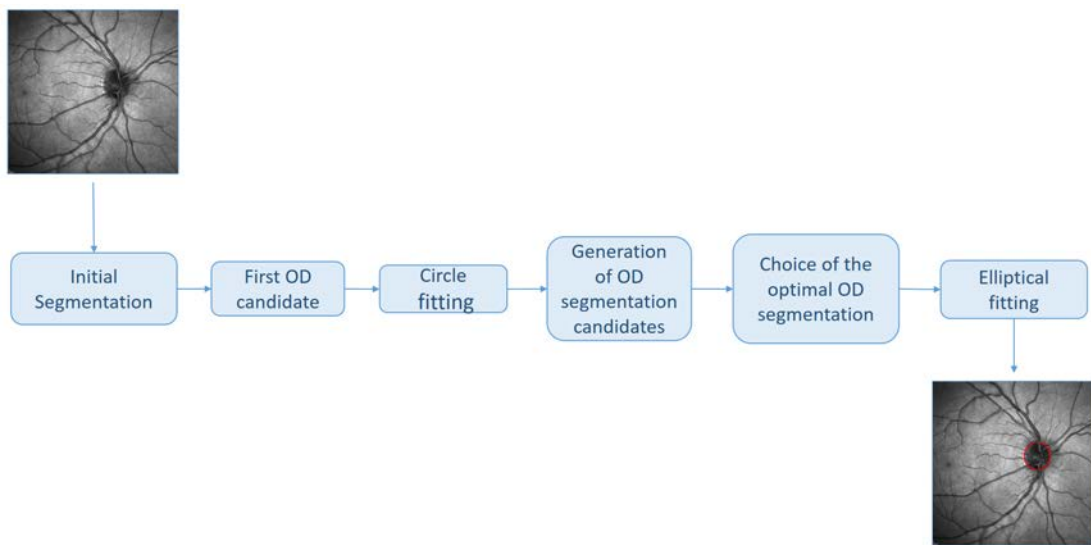 Initial
Segmentation
First OD
candidate
Circle
fitting
Generation
of OD
segmentation
candidates
Choice of the
optimal OD
segmentation
Elliptical
fitting